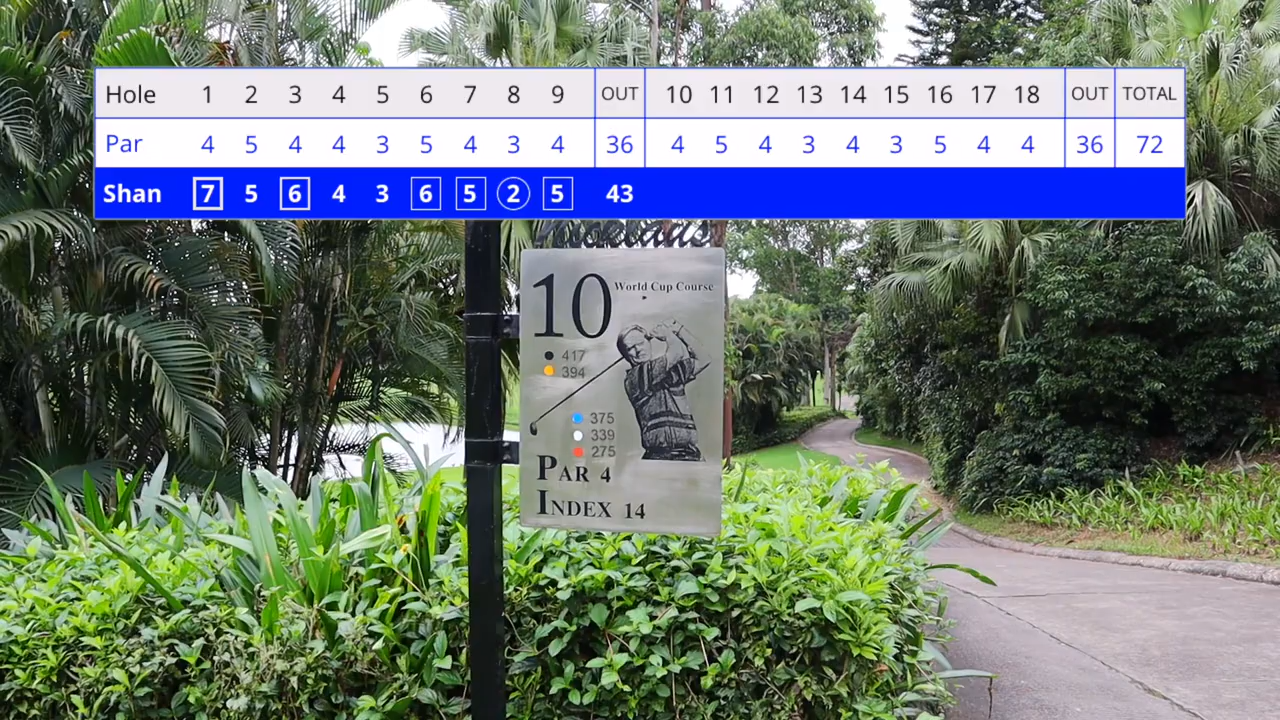 Hole 1 2 3 4 5 6 7 8 9 OUT 10 11 12 13 14 15 16 17 18 OUT TOTAL
Par 4 5 4 4 3 5 4 3 4 36 4 5 4 3 4 3 5 4 4 36 72
Shan 7 5 6 4 3 6 5 2 5 43
10 World Cup Course
417
394
375
339
275
PAR 4
INDEX 14